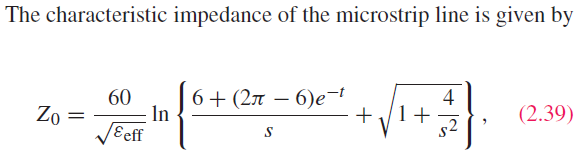 The characteristic impedance of the microstrip line is given by
Z₀ = 60/√ε_eff ln { (6 + (2π − 6)e^−t)/s + √(1 + 4/s²) }, (2.39)